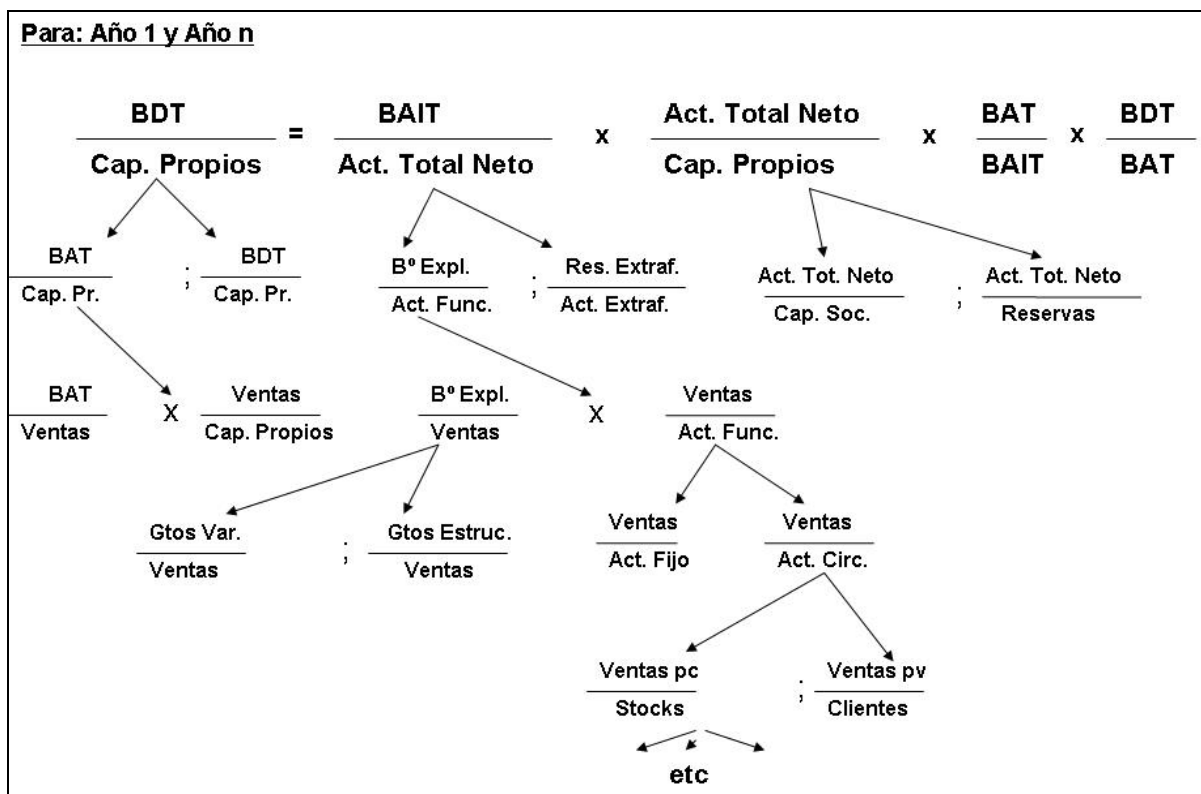 Para: Año 1 y Año n
BDT = BAIT x Act. Total Neto x BAT x BDT
Cap. Propios Act. Total Neto Cap. Propios BAIT BAT
BAT ; BDT Bº Expl. ; Res. Extraf. Act. Tot. Neto ; Act. Tot. Neto
Cap. Pr. Cap. Pr. Act. Func. Act. Extraf. Cap. Soc. Reservas
BAT X Ventas Bº Expl. X Ventas
Ventas Cap. Propios Ventas Act. Func.
Gtos Var. ; Gtos Estruc. Ventas Ventas
Ventas Ventas Act. Fijo Act. Circ.
Ventas pc ; Ventas pv
Stocks Clientes
etc